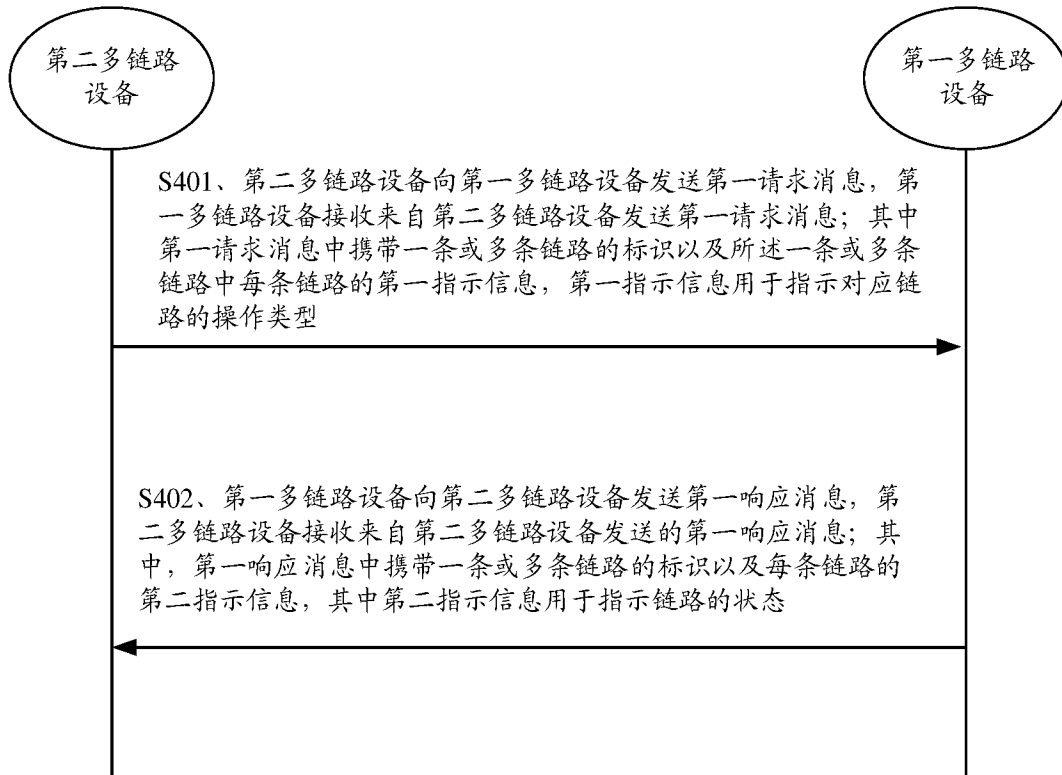 第二多链路
设备
第一多链路
设备
S401、第二多链路设备向第一多链路设备发送第一请求消息，第
一多链路设备接收来自第二多链路设备发送第一请求消息；其中
第一请求消息中携带一条或多条链路的标识以及所述一条或多条
链路中每条链路的第一指示信息，第一指示信息用于指示对应链
路的操作类型
S402、第一多链路设备向第二多链路设备发送第一响应消息，第
二多链路设备接收来自第二多链路设备发送的第一响应消息；其
中，第一响应消息中携带一条或多条链路的标识以及每条链路的
第二指示信息，其中第二指示信息用于指示链路的状态